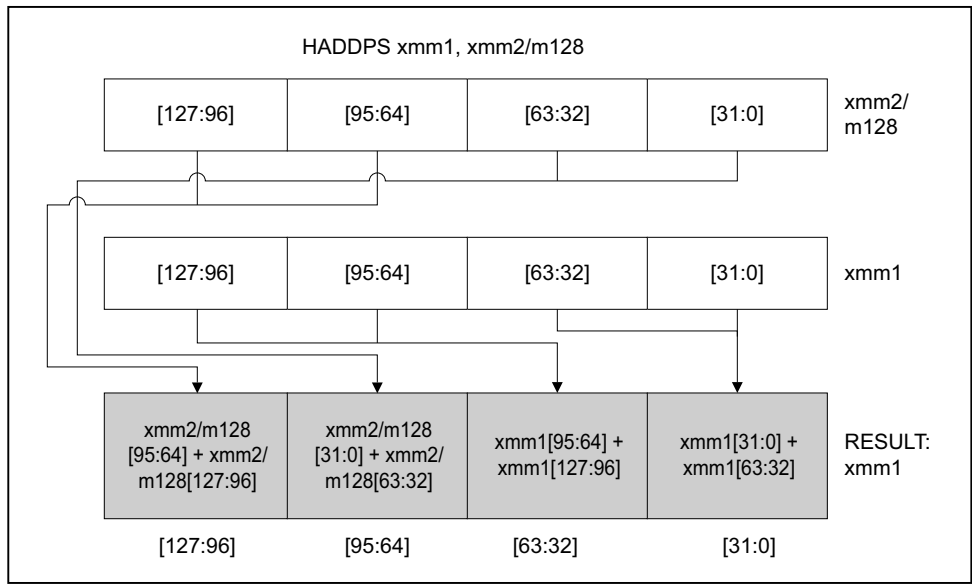 HADDPS xmm1, xmm2/m128
[127:96] [95:64] [63:32] [31:0]
xmm2/
m128
[127:96] [95:64] [63:32] [31:0] xmm1
xmm2/m128
[95:64] + xmm2/
m128[127:96]
xmm2/m128
[31:0] + xmm2/
m128[63:32]
xmm1[95:64] +
xmm1[127:96]
xmm1[31:0] +
xmm1[63:32]
RESULT:
xmm1
[127:96] [95:64] [63:32] [31:0]